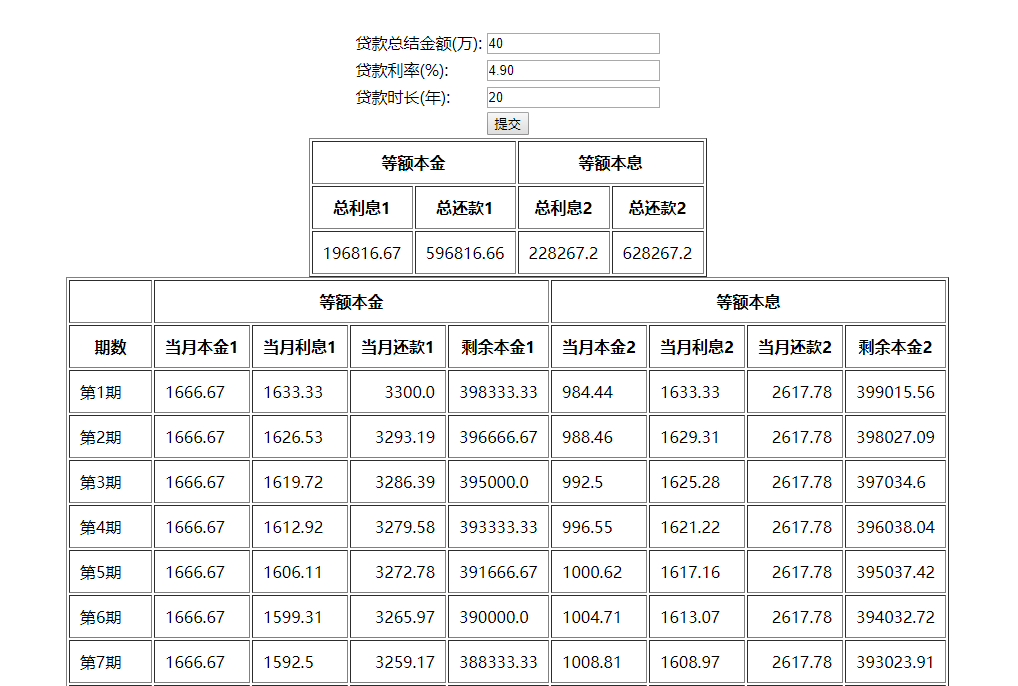 贷款总结金额(万): 40
贷款利率(%): 4.90
贷款时长(年): 20
提交
等额本金 等额本息
总利息1 总还款1 总利息2 总还款2
196816.67 596816.66 228267.2 628267.2
等额本金 等额本息
期数 当月本金1 当月利息1 当月还款1 剩余本金1 当月本金2 当月利息2 当月还款2 剩余本金2
第1期 1666.67 1633.33 3300.0 398333.33 984.44 1633.33 2617.78 399015.56
第2期 1666.67 1626.53 3293.19 396666.67 988.46 1629.31 2617.78 398027.09
第3期 1666.67 1619.72 3286.39 395000.0 992.5 1625.28 2617.78 397034.6
第4期 1666.67 1612.92 3279.58 393333.33 996.55 1621.22 2617.78 396038.04
第5期 1666.67 1606.11 3272.78 391666.67 1000.62 1617.16 2617.78 395037.42
第6期 1666.67 1599.31 3265.97 390000.0 1004.71 1613.07 2617.78 394032.72
第7期 1666.67 1592.5 3259.17 388333.33 1008.81 1608.97 2617.78 393023.91